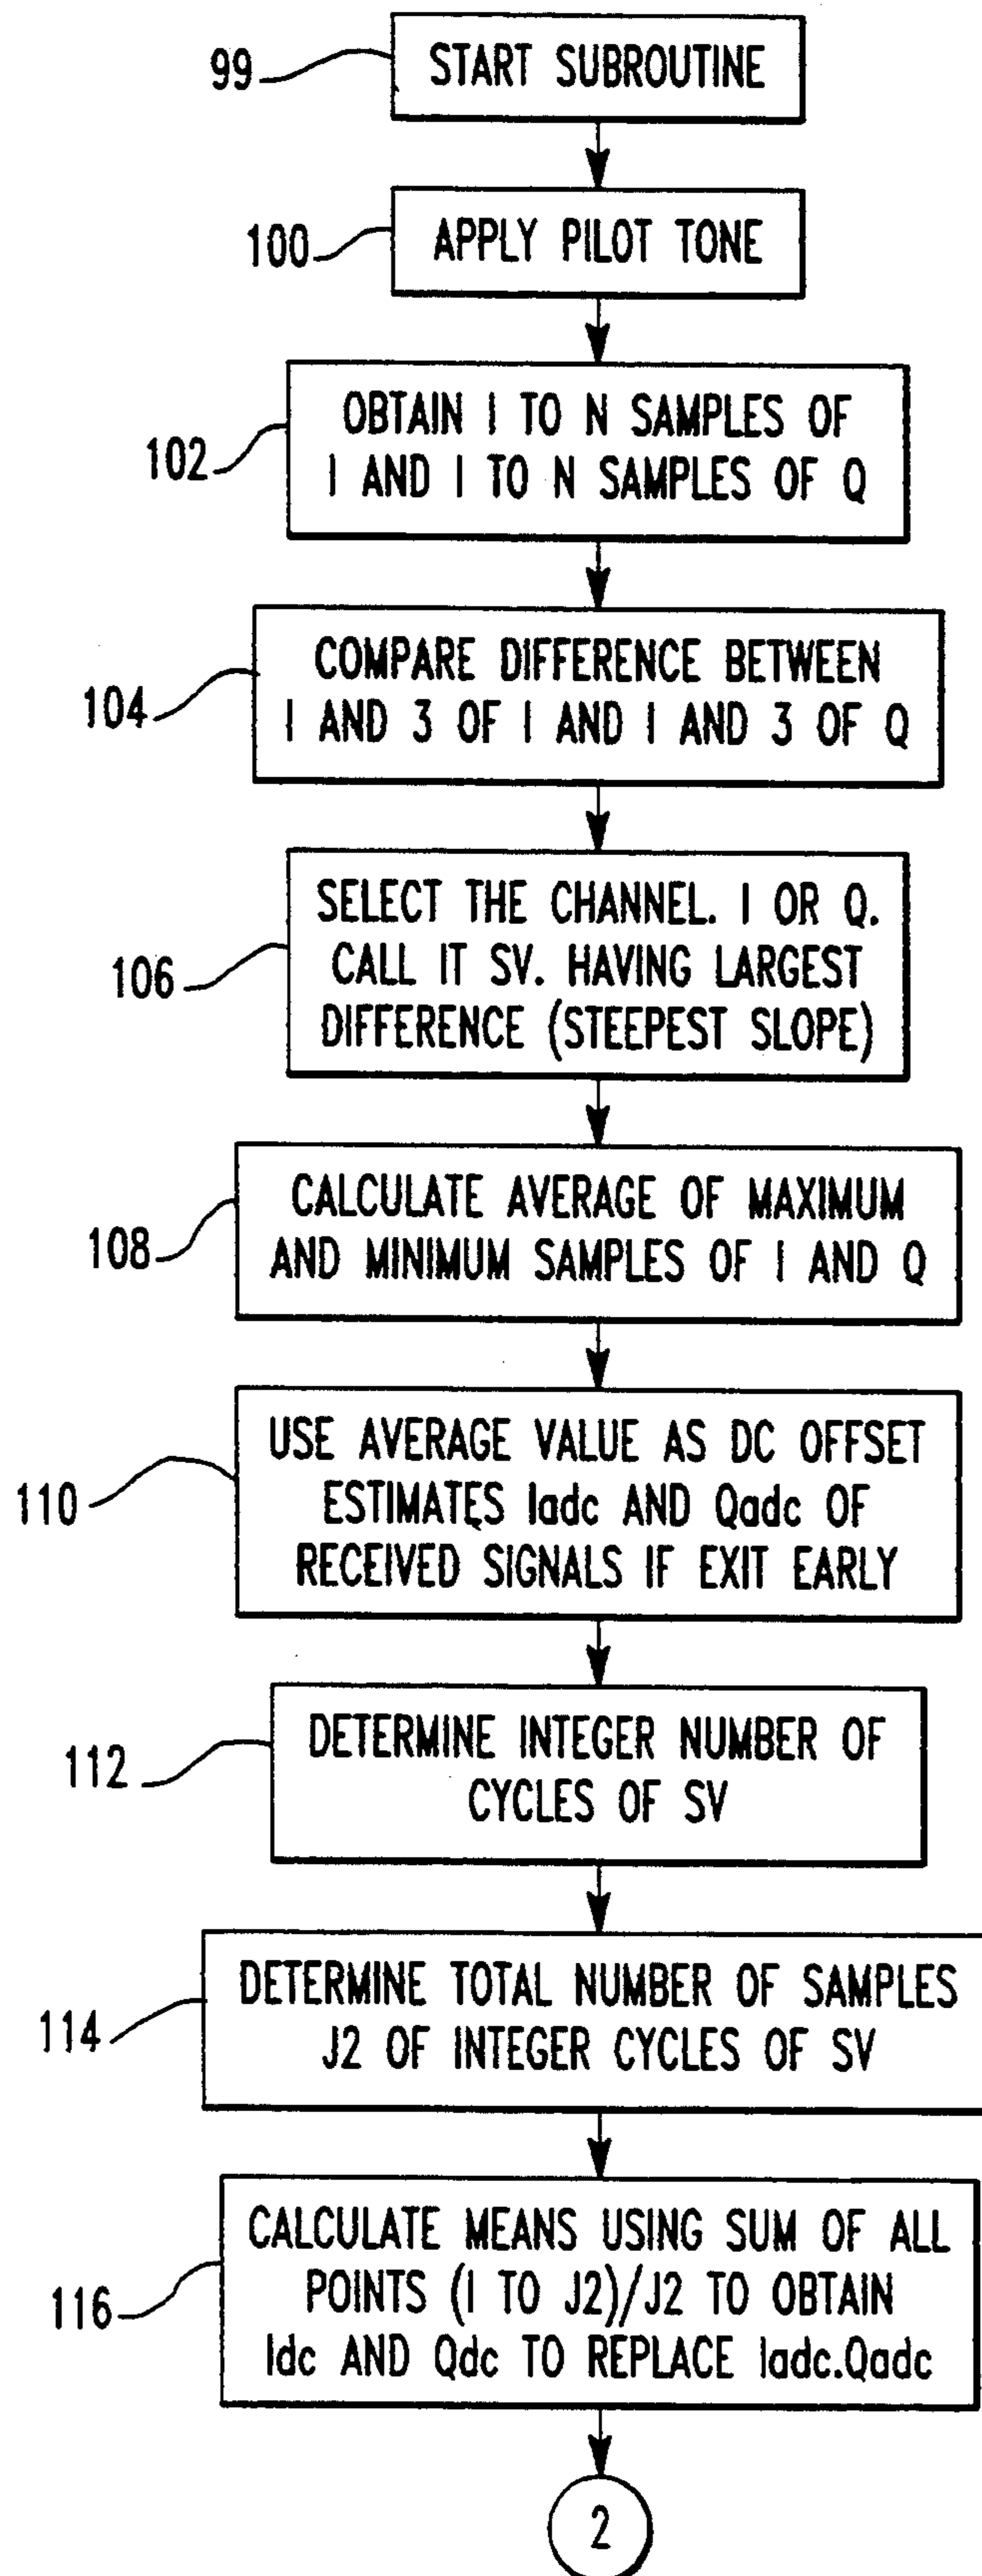 99
START SUBROUTINE
100
APPLY PILOT TONE
102
OBTAIN 1 TO N SAMPLES OF
I AND 1 TO N SAMPLES OF Q
104
COMPARE DIFFERENCE BETWEEN
1 AND 3 OF I AND 1 AND 3 OF Q
106
SELECT THE CHANNEL. I OR Q.
CALL IT SV. HAVING LARGEST
DIFFERENCE (STEEPEST SLOPE)
108
CALCULATE AVERAGE OF MAXIMUM
AND MINIMUM SAMPLES OF I AND Q
110
USE AVERAGE VALUE AS DC OFFSET
ESTIMATES Iadc AND Qadc OF
RECEIVED SIGNALS IF EXIT EARLY
112
DETERMINE INTEGER NUMBER OF
CYCLES OF SV
114
DETERMINE TOTAL NUMBER OF SAMPLES
J2 OF INTEGER CYCLES OF SV
116
CALCULATE MEANS USING SUM OF ALL
POINTS (1 TO J2)/J2 TO OBTAIN
Idc AND Qdc TO REPLACE Iadc.Qadc
2